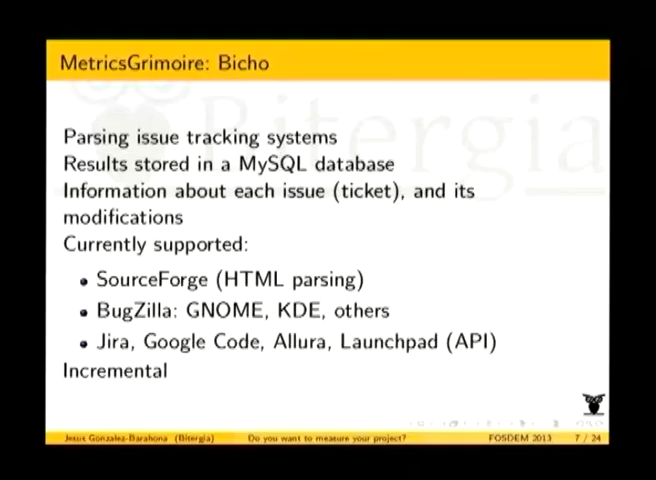 MetricsGrimoire: Bicho
Bitergia
Parsing issue tracking systems
Results stored in a MySQL database
Information about each issue (ticket), and its
modifications
Currently supported:
SourceForge (HTML parsing)
BugZilla: GNOME, KDE, others
Jira, Google Code, Allura, Launchpad (API)
Incremental
Jesus Gonzalez-Barahona (Bitergia) Do you want to measure your project? FOSDEM 2013 7 / 24